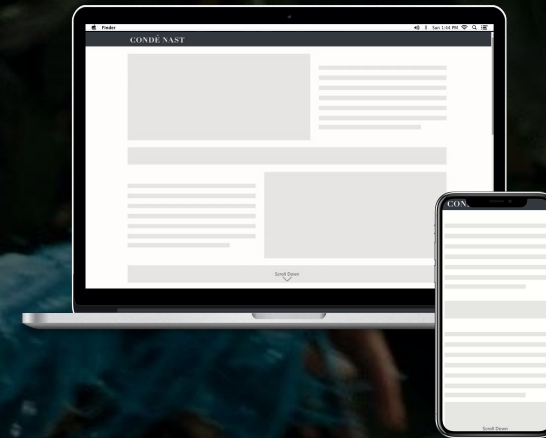 Finder
Sun 1:44 PM
CONDÉ NAST
Scroll Down
CON
Scroll Down